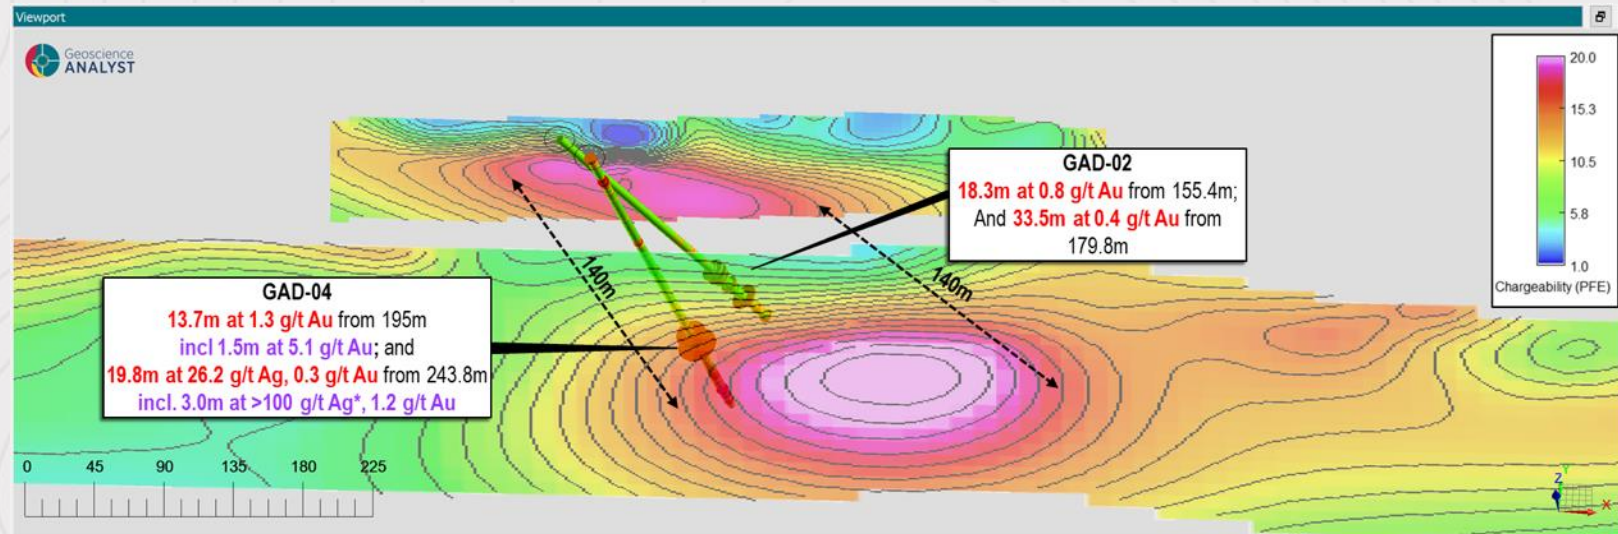 Viewport
Geoscience
ANALYST
20.0
15.3
10.5
5.8
1.0
Chargeability (PFE)
GAD-02
18.3m at 0.8 g/t Au from 155.4m;
And 33.5m at 0.4 g/t Au from
179.8m
140m
140m
GAD-04
13.7m at 1.3 g/t Au from 195m
incl 1.5m at 5.1 g/t Au; and
19.8m at 26.2 g/t Ag, 0.3 g/t Au from 243.8m
incl. 3.0m at >100 g/t Ag*, 1.2 g/t Au
0 45 90 135 180 225
Z Y X